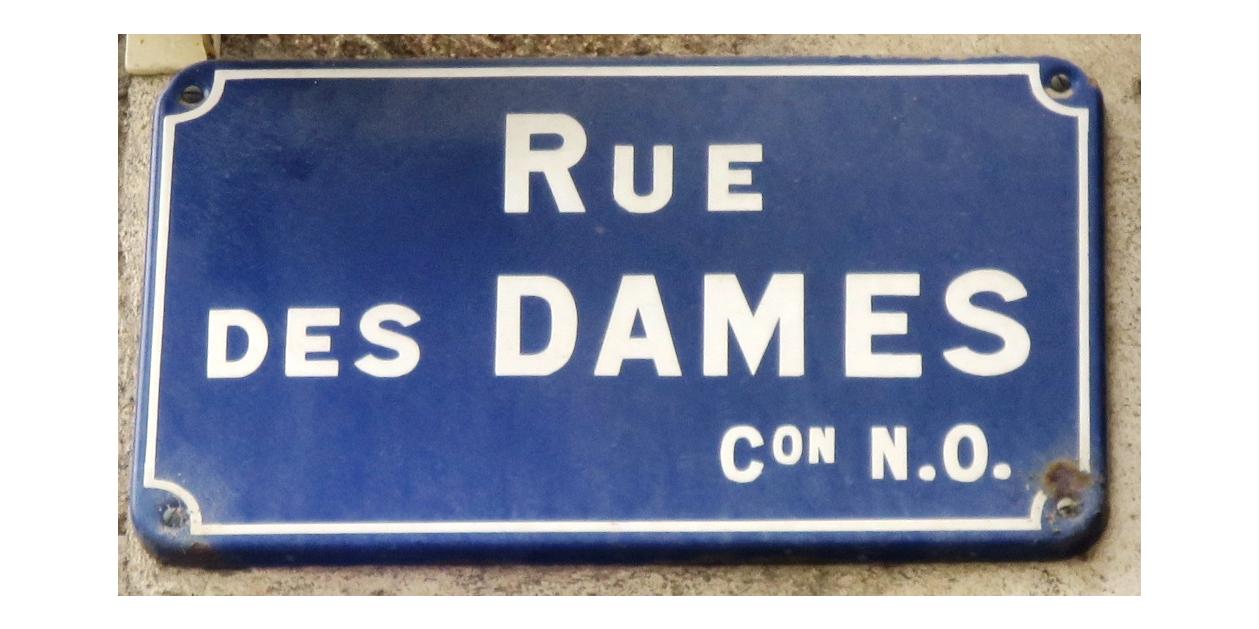 RUE
DES DAMES
CON N.O.